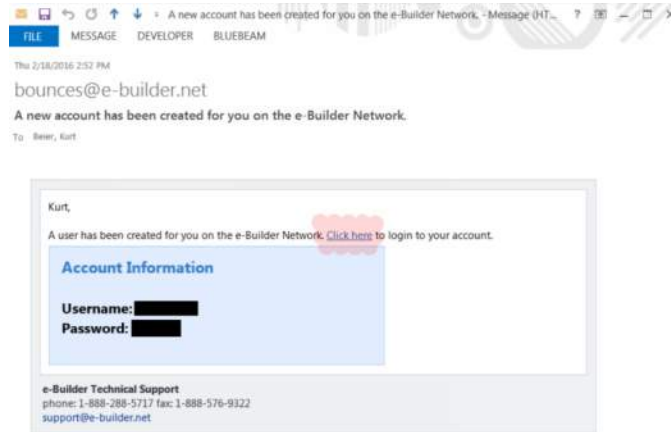 A new account has been created for you on the e-Builder Network. - Message (HT... ?
FILE MESSAGE DEVELOPER BLUEBEAM
Thu 2/18/2016 2:52 PM
bounces@e-builder.net
A new account has been created for you on the e-Builder Network.
To Beier, Kurt
Kurt,
A user has been created for you on the e-Builder Network. Click here to login to your account.
Account Information
Username:
Password:
e-Builder Technical Support
phone: 1-888-288-5717 fax: 1-888-576-9322
support@e-builder.net